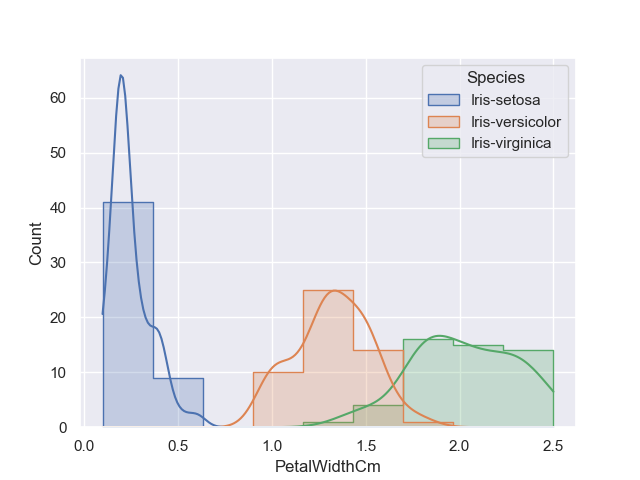 Species
Iris-setosa
Iris-versicolor
Iris-virginica
Count
60
50
40
30
20
10
0
0.0 0.5 1.0 1.5 2.0 2.5
PetalWidthCm